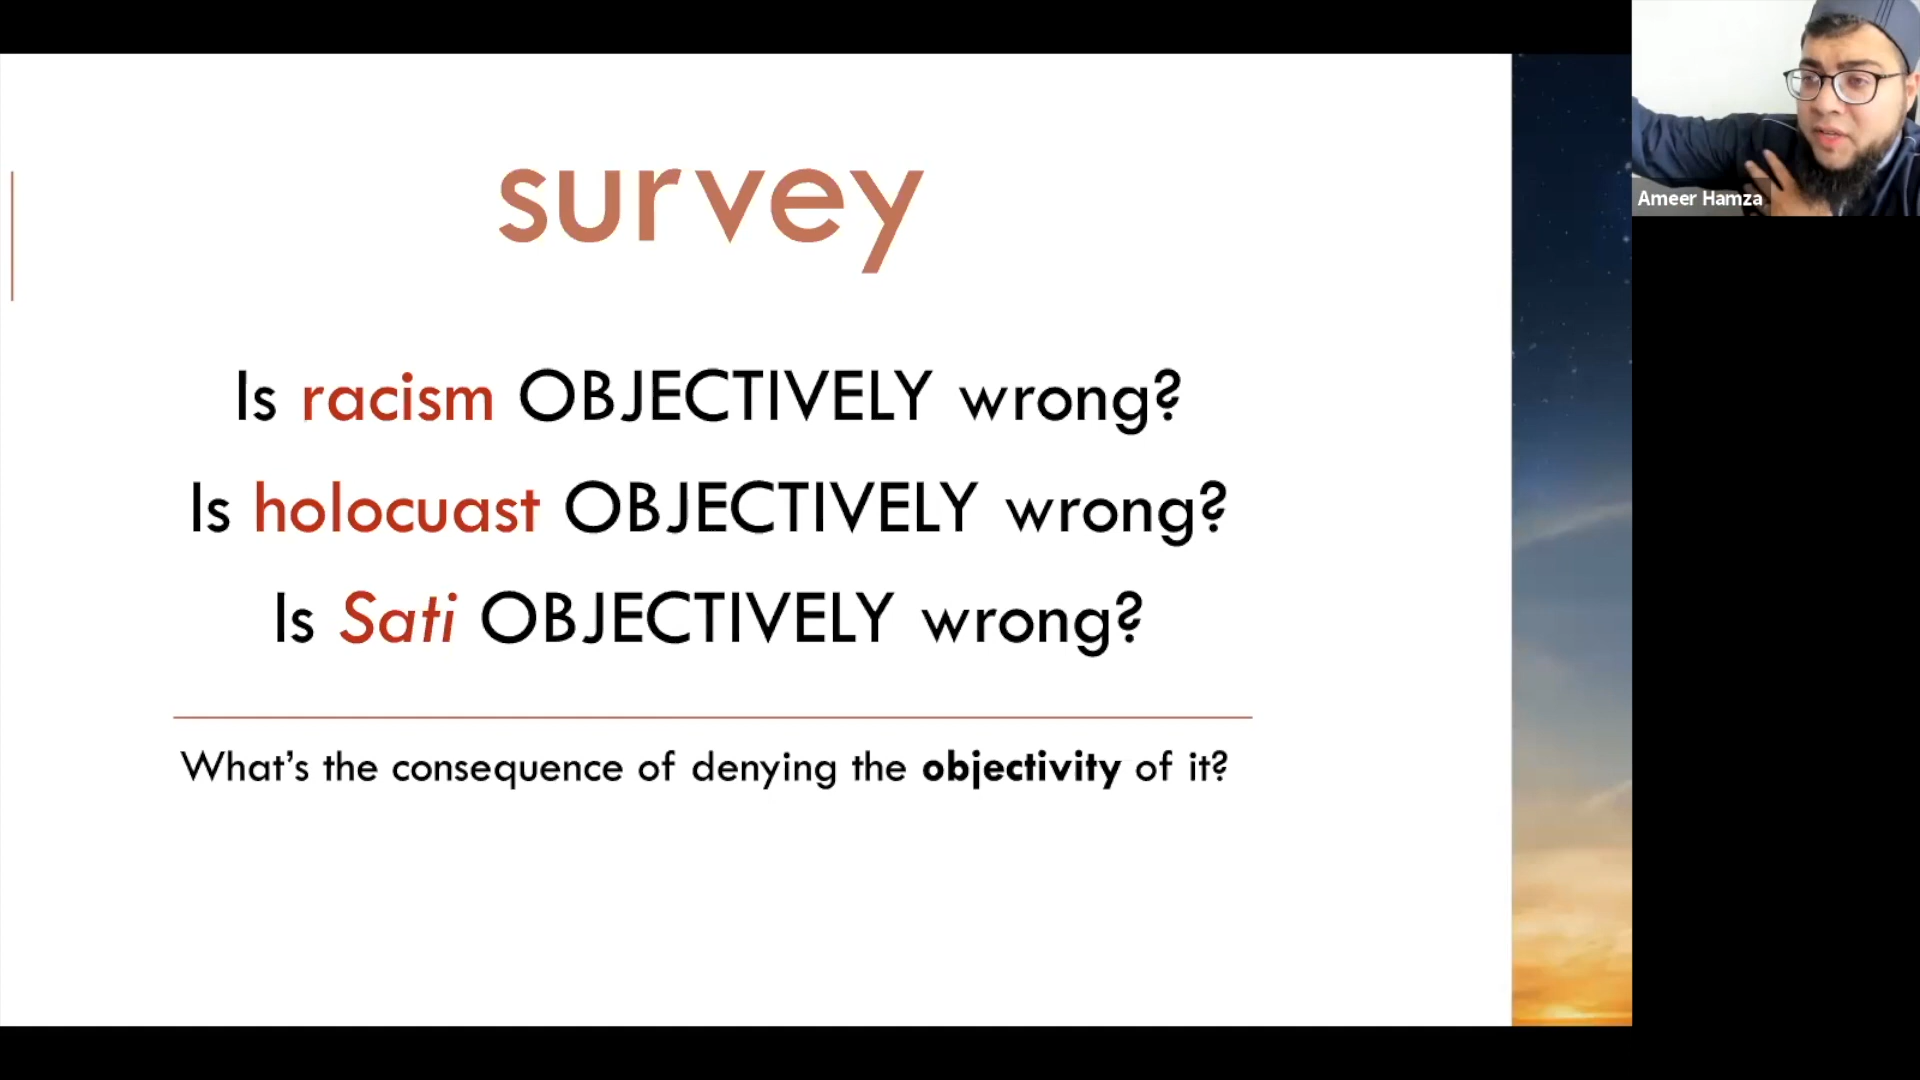 survey
Is racism OBJECTIVELY wrong?
Is holocuast OBJECTIVELY wrong?
Is Sati OBJECTIVELY wrong?
What’s the consequence of denying the objectivity of it?
Ameer Hamza